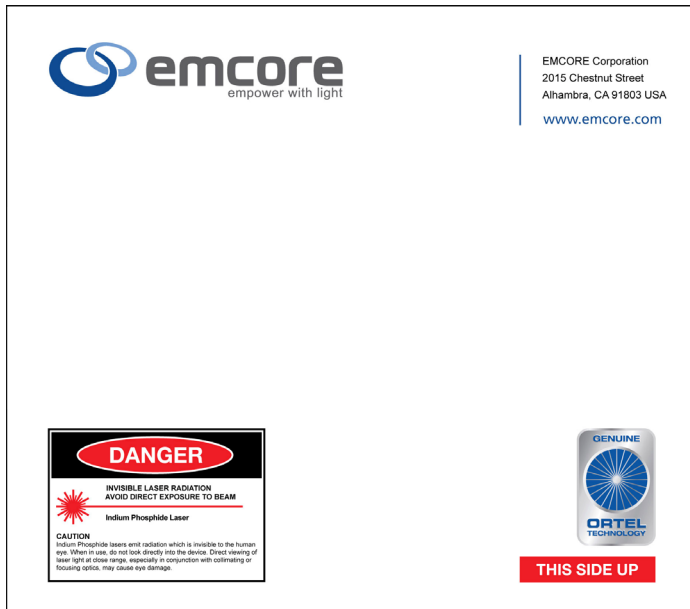 emcore
empower with light
EMCORE Corporation
2015 Chestnut Street
Alhambra, CA 91803 USA
www.emcore.com
DANGER
INVISIBLE LASER RADIATION
AVOID DIRECT EXPOSURE TO BEAM
Indium Phosphide Laser
CAUTION
Indium Phosphide lasers emit radiation which is invisible to the human
eye. When in use, do not look directly into the device. Direct viewing of
laser light at close range, especially in conjunction with collimating or
focusing optics, may cause eye damage.
GENUINE
ORTEL
TECHNOLOGY
THIS SIDE UP